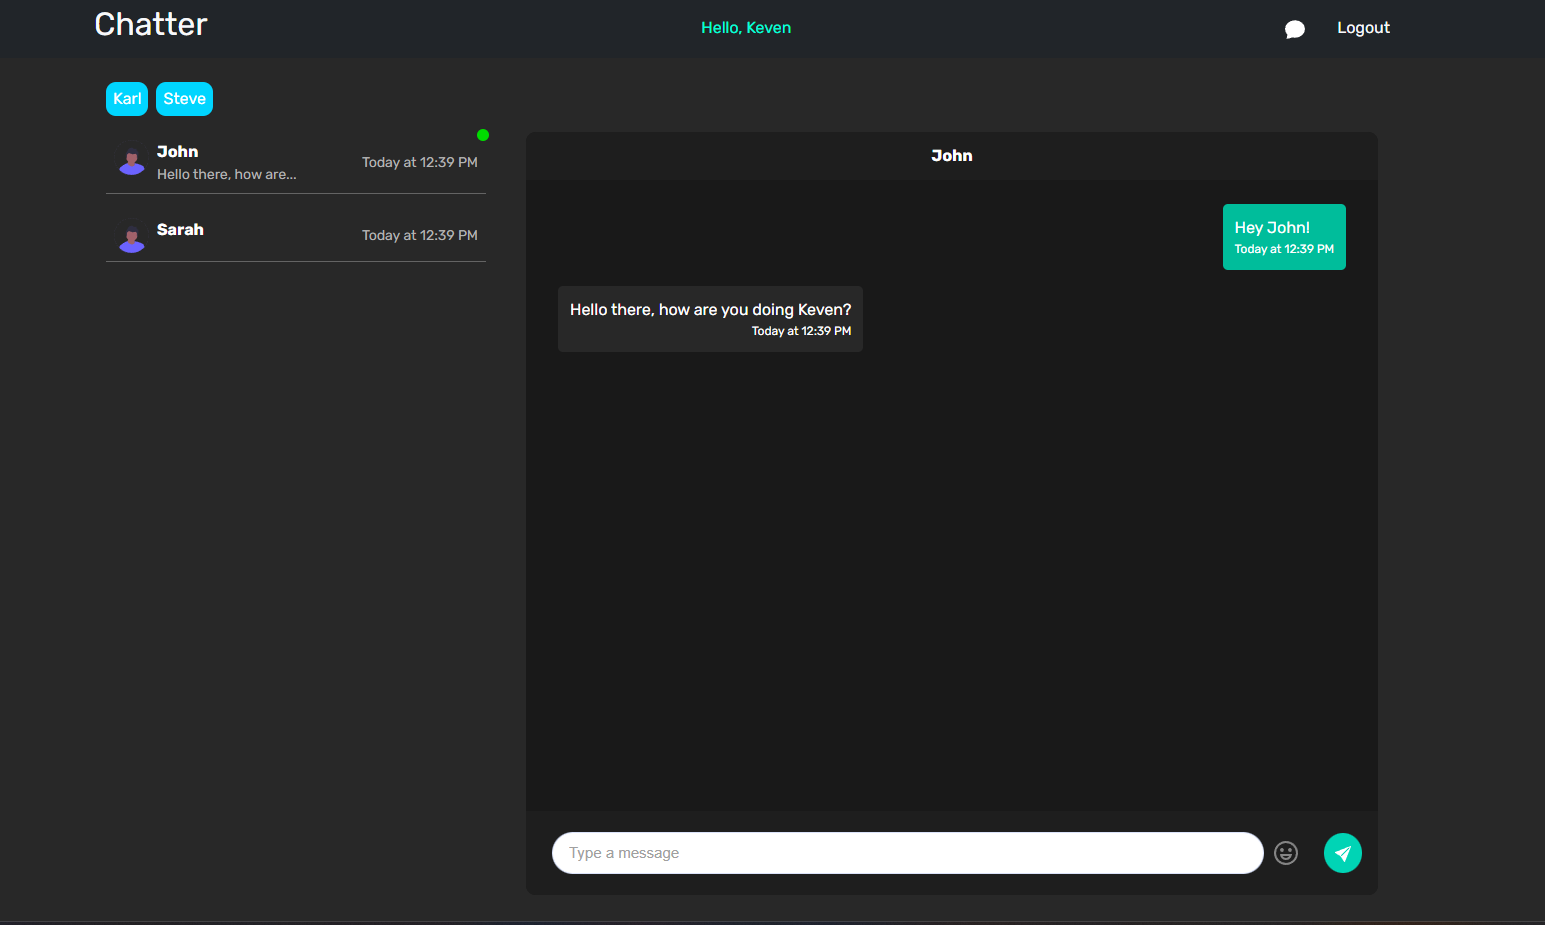 Chatter
Hello, Keven
Logout
Karl
Steve
John
Hello there, how are...
Today at 12:39 PM
Sarah
Today at 12:39 PM
John
Hey John!
Today at 12:39 PM
Hello there, how are you doing Keven?
Today at 12:39 PM
Type a message